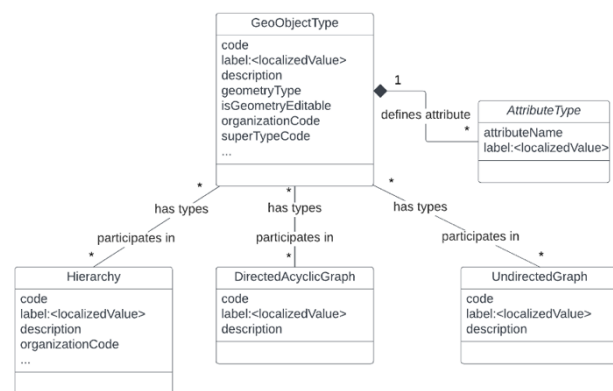 GeoObjectType
code
label:<localizedValue>
description
geometryType
isGeometryEditable
organizationCode
superTypeCode
...
1
defines attribute
*
AttributeType
attributeName
label:<localizedValue>
* * *
has types has types has types
participates in participates in participates in
* * *
Hierarchy
code
label:<localizedValue>
description
organizationCode
...
DirectedAcyclicGraph
code
label:<localizedValue>
description
UndirectedGraph
code
label:<localizedValue>
description